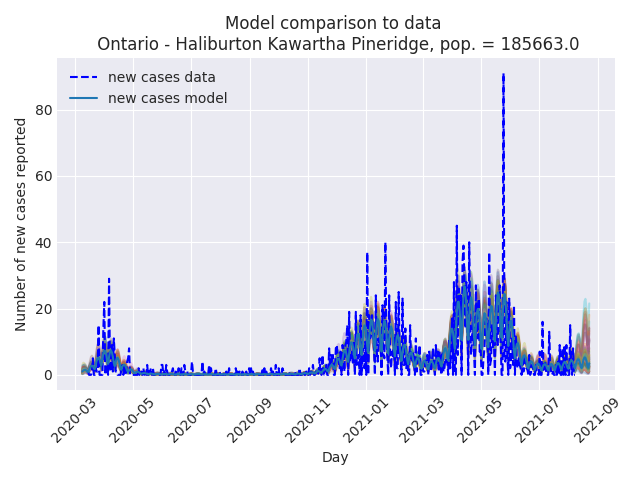 Model comparison to data
Ontario - Haliburton Kawartha Pineridge, pop. = 185663.0
new cases data
new cases model
Number of new cases reported
80
60
40
20
0
2020-03
2020-05
2020-07
2020-09
2020-11
2021-01
2021-03
2021-05
2021-07
2021-09
Day